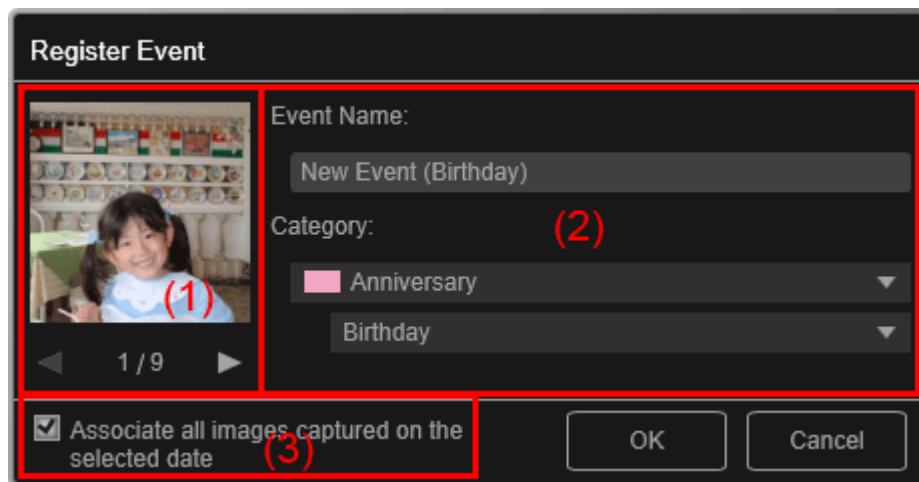 Register Event
Event Name:
New Event (Birthday)
Category:
(2)
Anniversary
Birthday
(1)
1 / 9
Associate all images captured on the
selected date
(3)
OK
Cancel